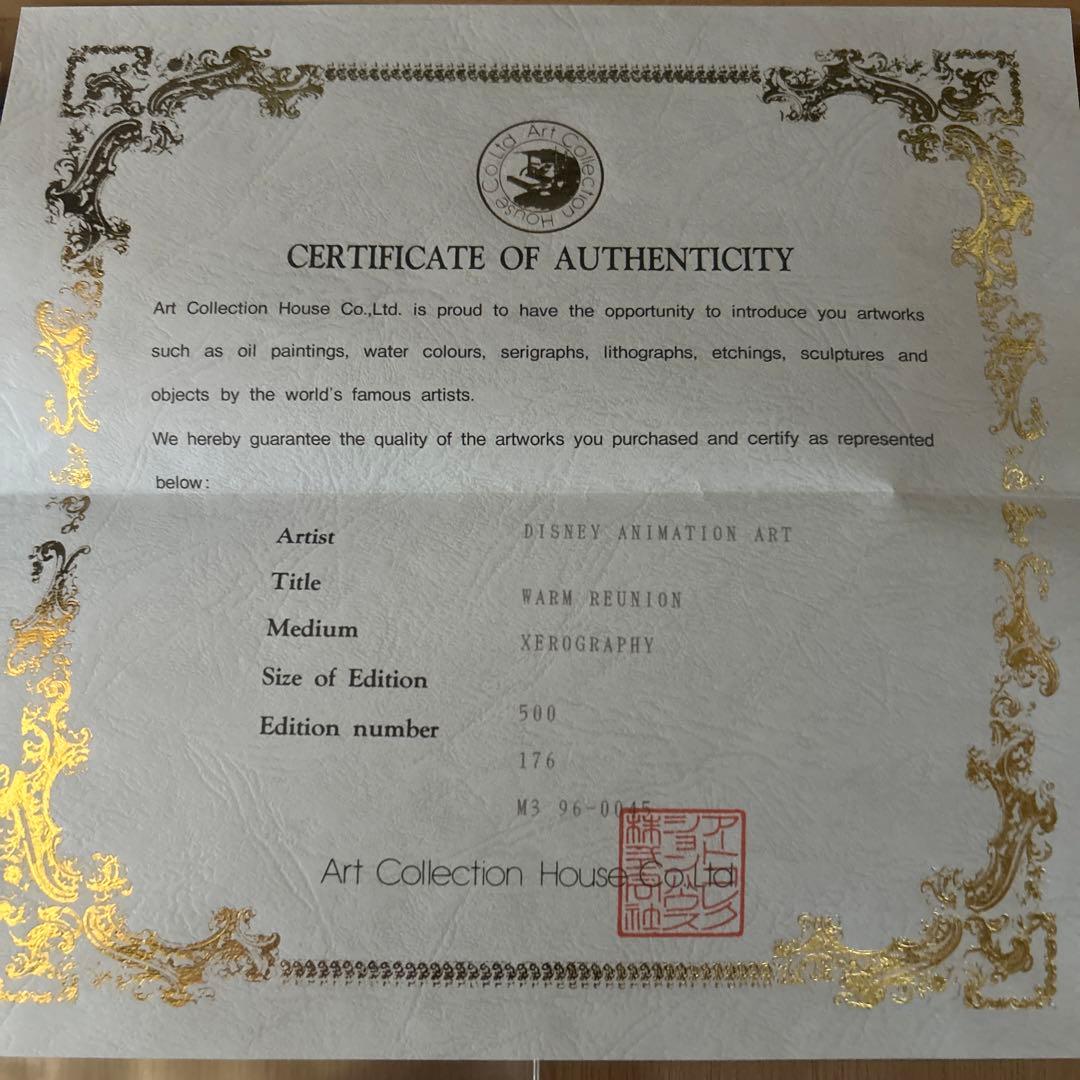 Art Collection House Co.,Ltd.
CERTIFICATE OF AUTHENTICITY
Art Collection House Co.,Ltd. is proud to have the opportunity to introduce you artworks
such as oil paintings, water colours, serigraphs, lithographs, etchings, sculptures and
objects by the world's famous artists.
We hereby guarantee the quality of the artworks you purchased and certify as represented
below:
Artist DISNEY ANIMATION ART
Title WARM REUNION
Medium XEROGRAPHY
Size of Edition 500
Edition number 176
M3 96-0045
Art Collection House Co.,Ltd